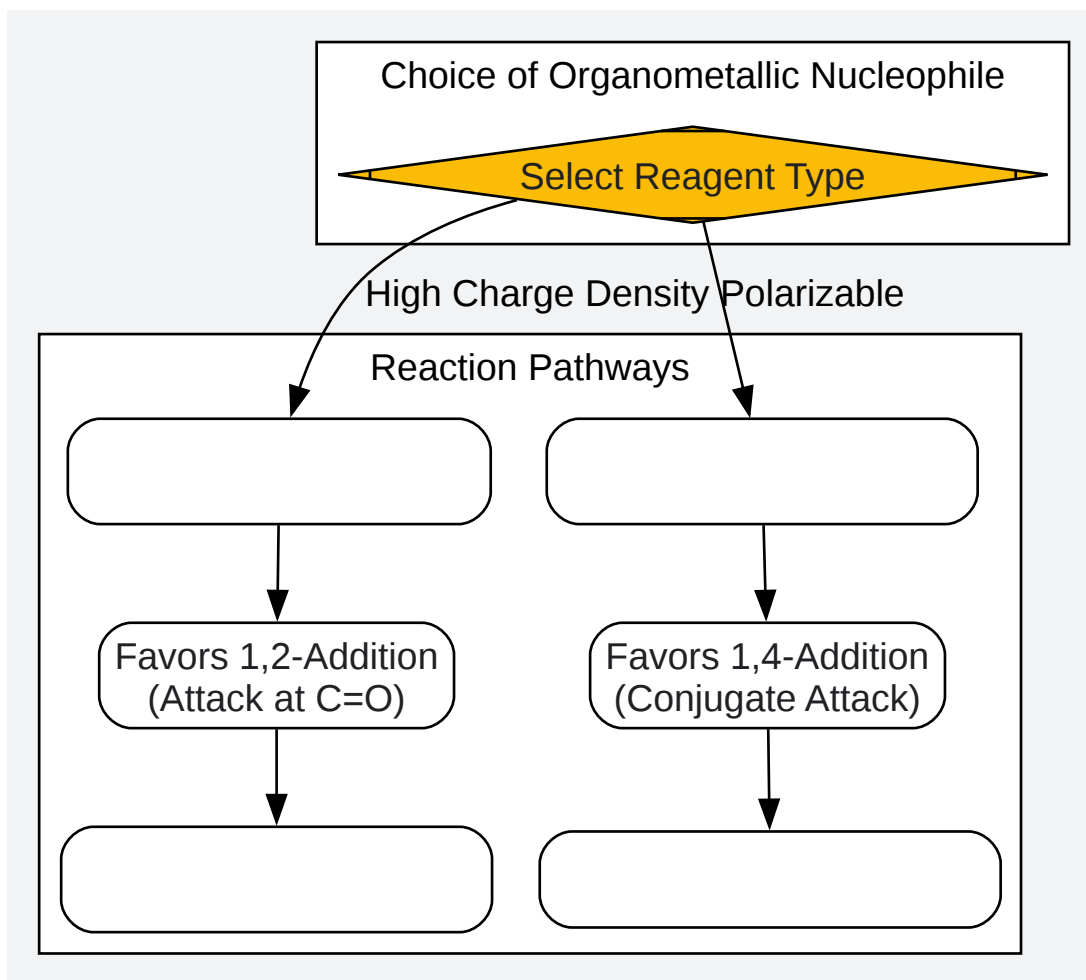 Choice of Organometallic Nucleophile
Select Reagent Type
High Charge Density
Polarizable
Reaction Pathways
Favors 1,2-Addition
(Attack at C=O)
Favors 1,4-Addition
(Conjugate Attack)